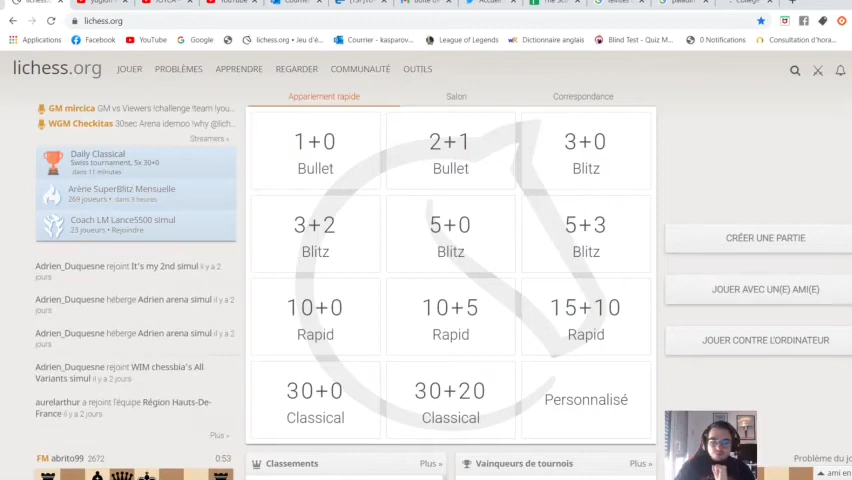 lichess.org
Applications
Facebook
YouTube
Google
lichess.org • Jeu d'é...
Courrier - kasparov...
League of Legends
Dictionnaire anglais
Blind Test - Quiz M...
0 Notifications
Consultation d'hora...
lichess.org
JOUER
PROBLÈMES
APPRENDRE
REGARDER
COMMUNAUTÉ
OUTILS
Appariement rapide
Salon
Correspondance
GM mircica GM vs Viewers !challenge !team !you...
WGM Checkitas 30sec Arena idemoo !why @lich...
Streamers »
Daily Classical
Swiss tournament, 5x 30+0
dans 11 minutes
Arène SuperBlitz Mensuelle
269 joueurs • dans 3 heures
Coach LM Lance5500 simul
23 joueurs • Rejoindre
Adrien_Duquesne rejoint It's my 2nd simul il y a 2
jours
Adrien_Duquesne héberge Adrien arena simul il y a 2
jours
Adrien_Duquesne héberge Adrien arena simul il y a 2
jours
Adrien_Duquesne rejoint WIM chessbia's All
Variants simul il y a 2 jours
aurelarthur a rejoint l'équipe Région Hauts-De-
France il y a 2 jours
Plus »
FM abrito99 2672
0:53
1+0
Bullet
2+1
Bullet
3+0
Blitz
3+2
Blitz
5+0
Blitz
5+3
Blitz
10+0
Rapid
10+5
Rapid
15+10
Rapid
30+0
Classical
30+20
Classical
Personnalisé
CRÉER UNE PARTIE
JOUER AVEC UN(E) AMI(E)
JOUER CONTRE L'ORDINATEUR
Classements
Plus »
Vainqueurs de tournois
Plus »
Problème du jo
ami en